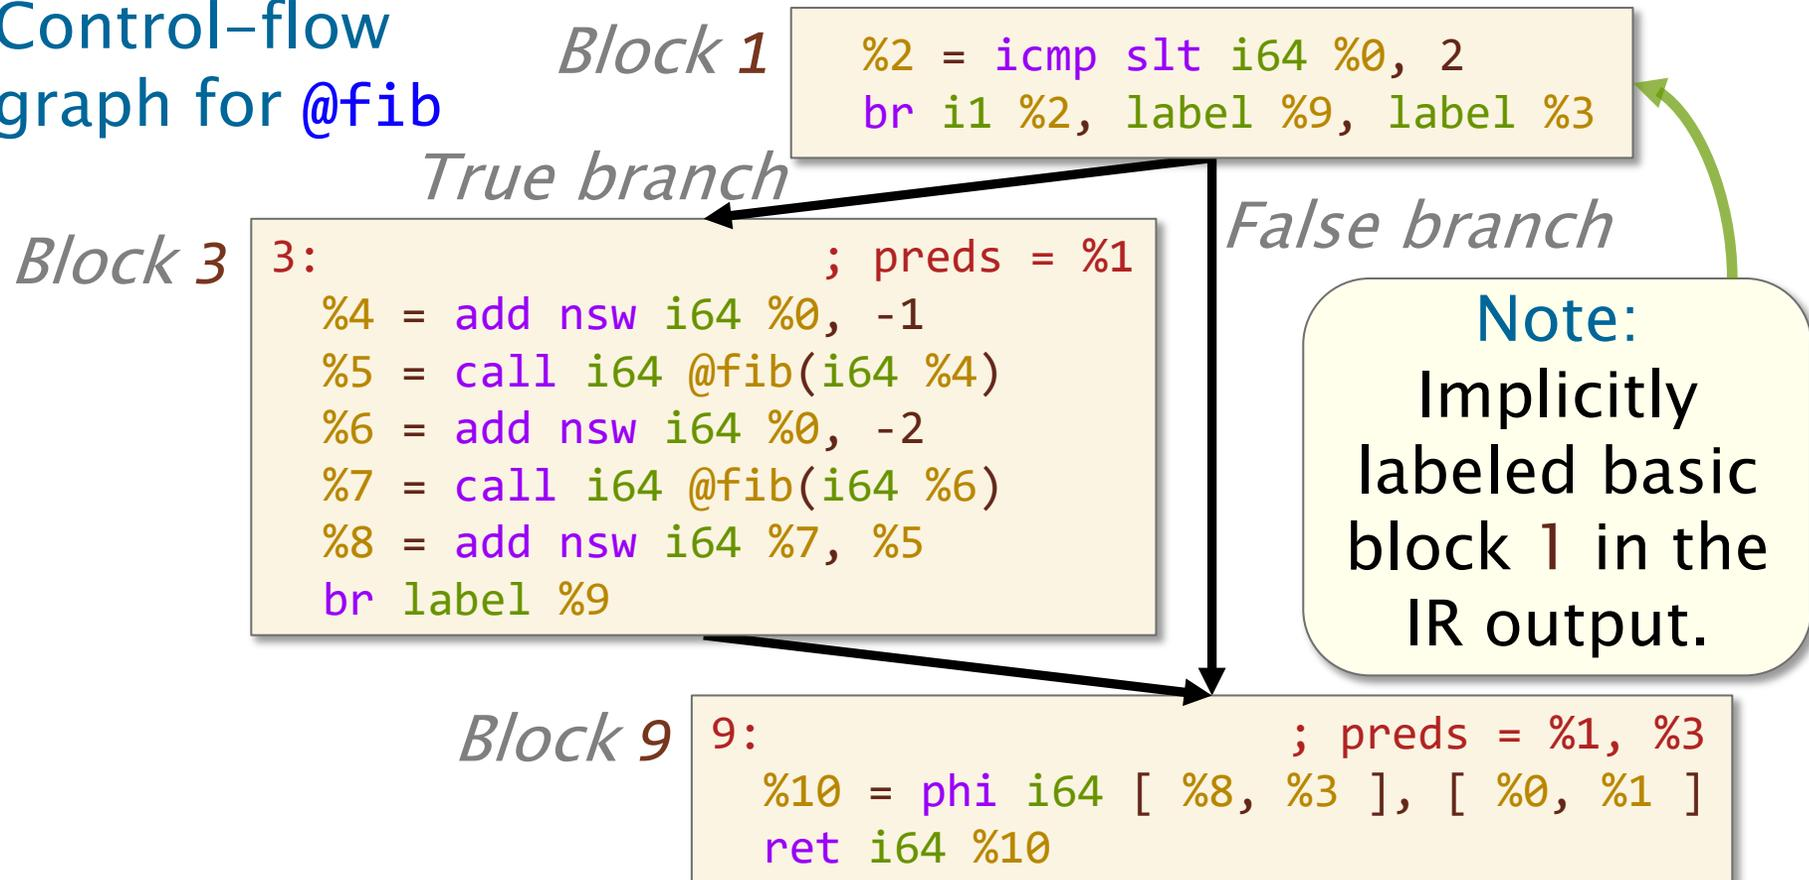 Control-flow
graph for @fib
Block 1
%2 = icmp slt i64 %0, 2
br i1 %2, label %9, label %3
True branch
False branch
Block 3
3: ; preds = %1
%4 = add nsw i64 %0, -1
%5 = call i64 @fib(i64 %4)
%6 = add nsw i64 %0, -2
%7 = call i64 @fib(i64 %6)
%8 = add nsw i64 %7, %5
br label %9
Note:
Implicitly
labeled basic
block 1 in the
IR output.
Block 9
9: ; preds = %1, %3
%10 = phi i64 [ %8, %3 ], [ %0, %1 ]
ret i64 %10